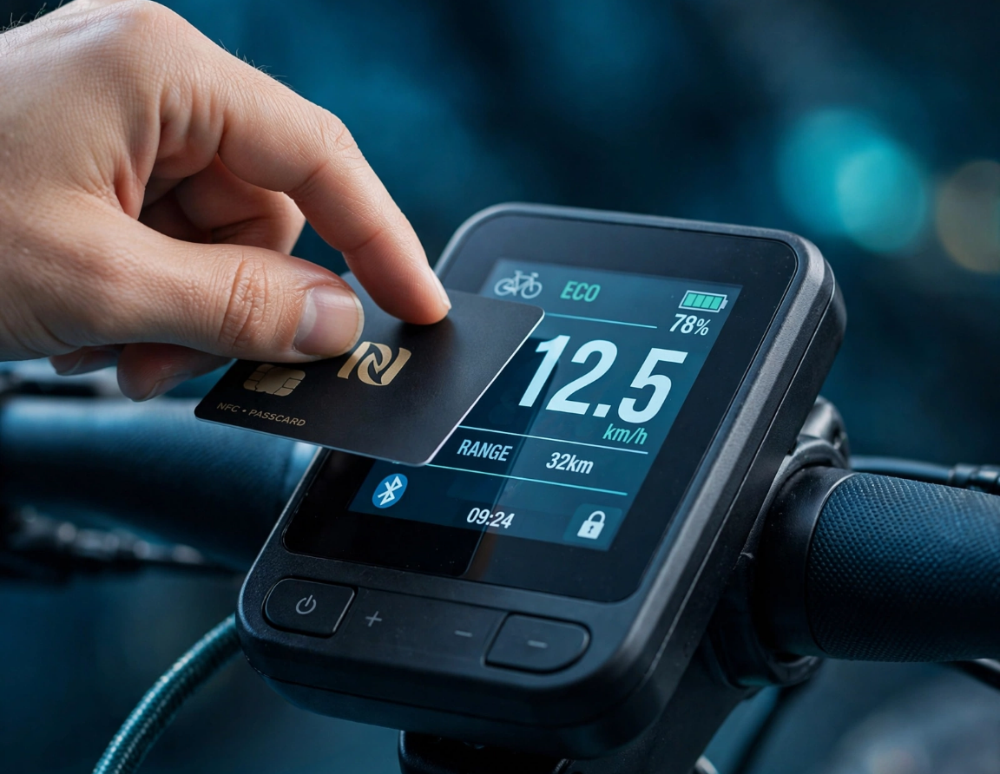 ECO
78%
12.5
km/h
RANGE 32km
09:24
NFC • PASSCARD